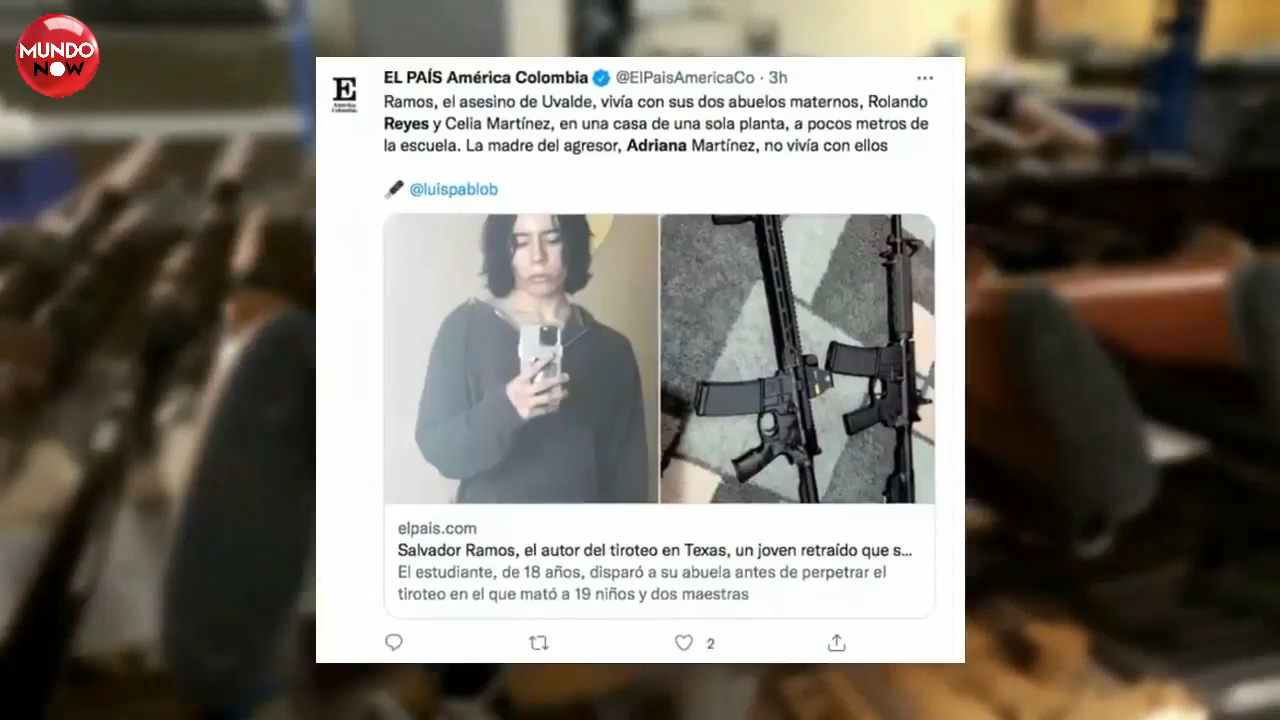 MUNDO
NOW
EL PAÍS América Colombia @ElPaisAmericaCo · 3h
E
América
Colombia
Ramos, el asesino de Uvalde, vivía con sus dos abuelos maternos, Rolando
Reyes y Celia Martínez, en una casa de una sola planta, a pocos metros de
la escuela. La madre del agresor, Adriana Martínez, no vivía con ellos
@luispablob
elpais.com
Salvador Ramos, el autor del tiroteo en Texas, un joven retraído que s...
El estudiante, de 18 años, disparó a su abuela antes de perpetrar el
tiroteo en el que mató a 19 niños y dos maestras
2